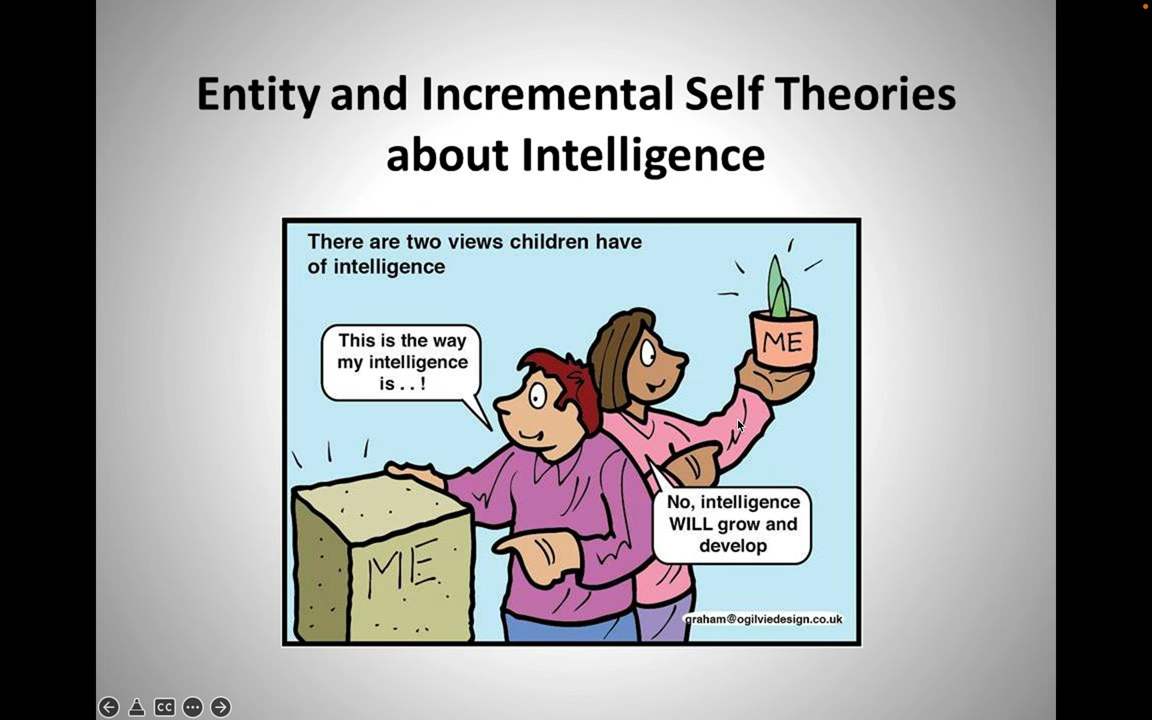 Entity and Incremental Self Theories
about Intelligence
There are two views children have
of intelligence
This is the way
my intelligence
is . . !
ME
ME
No, intelligence
WILL grow and
develop
graham@ogilviedesign.co.uk
CC